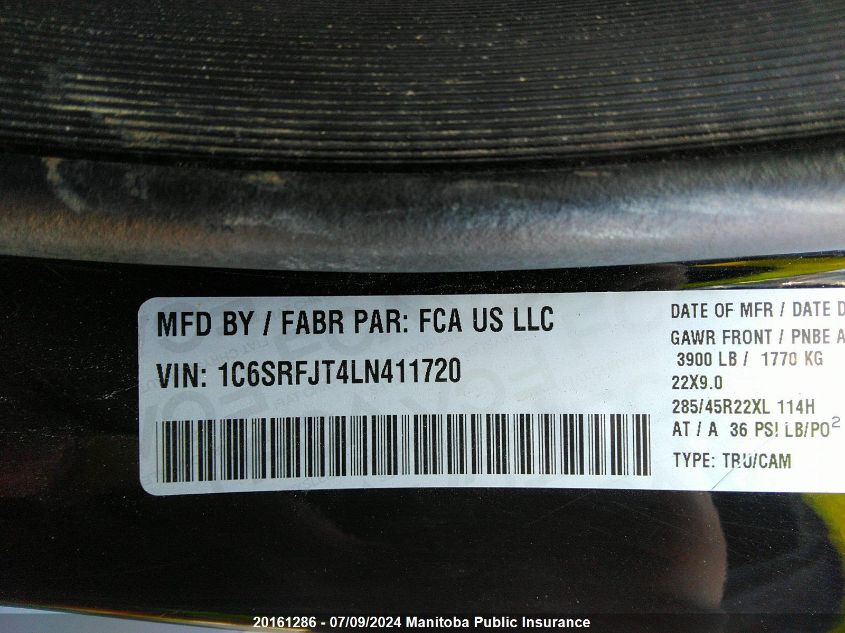 MFD BY / FABR PAR: FCA US LLC
VIN: 1C6SRFJT4LN411720
DATE OF MFR / DATE D
GAWR FRONT / PNBE A
3900 LB / 1770 KG
22X9.0
285/45R22XL 114H
AT / A 36 PSI LB/PO²
TYPE: TRU/CAM
20161286 - 07/09/2024 Manitoba Public Insurance